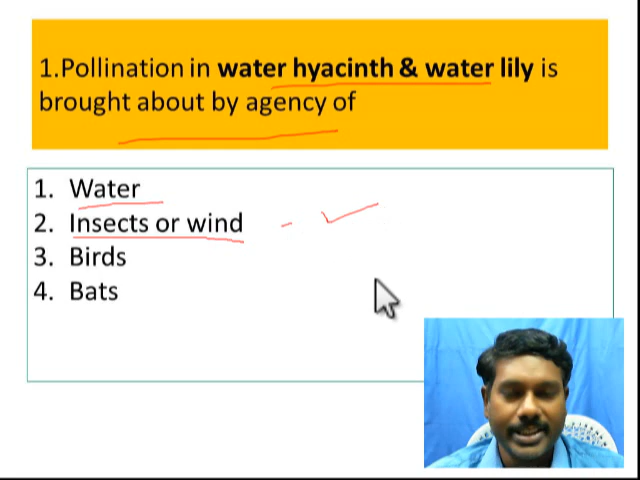 1.Pollination in water hyacinth & water lily is
brought about by agency of
1. Water
2. Insects or wind
3. Birds
4. Bats